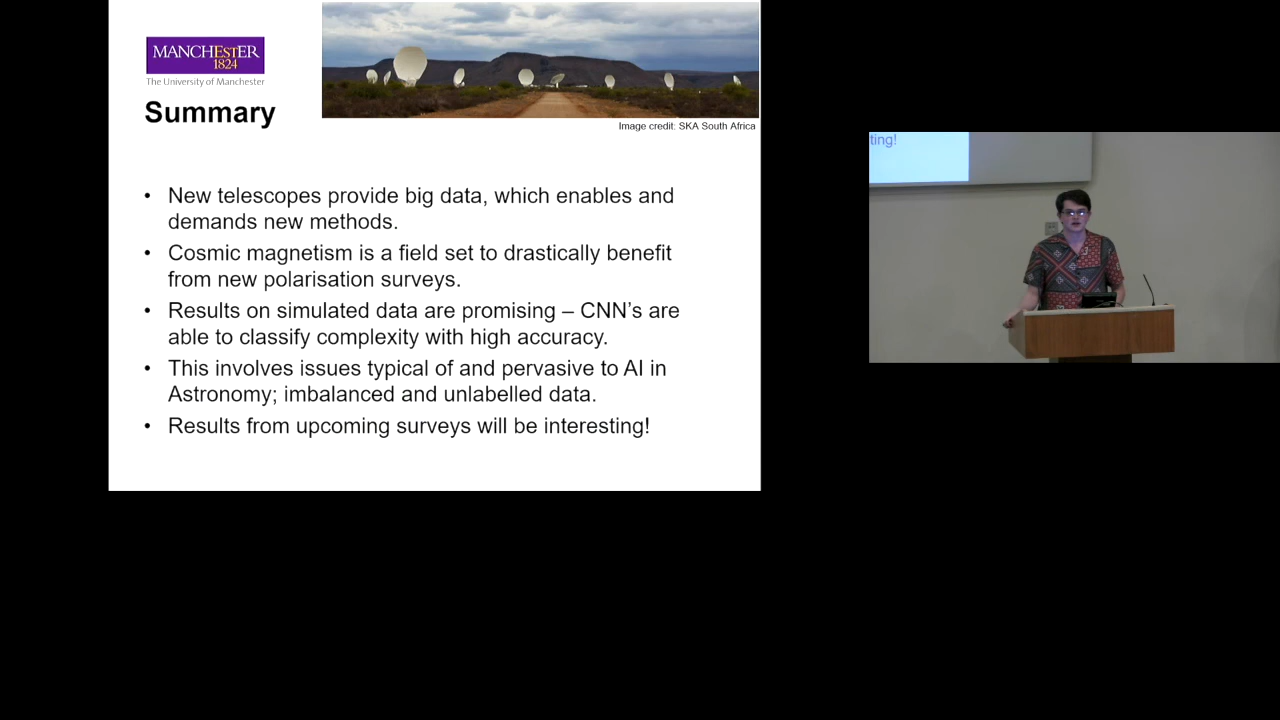 MANCHESTER
1824
The University of Manchester
Summary
Image credit: SKA South Africa
• New telescopes provide big data, which enables and
demands new methods.
• Cosmic magnetism is a field set to drastically benefit
from new polarisation surveys.
• Results on simulated data are promising – CNN's are
able to classify complexity with high accuracy.
• This involves issues typical of and pervasive to AI in
Astronomy; imbalanced and unlabelled data.
• Results from upcoming surveys will be interesting!
ting!